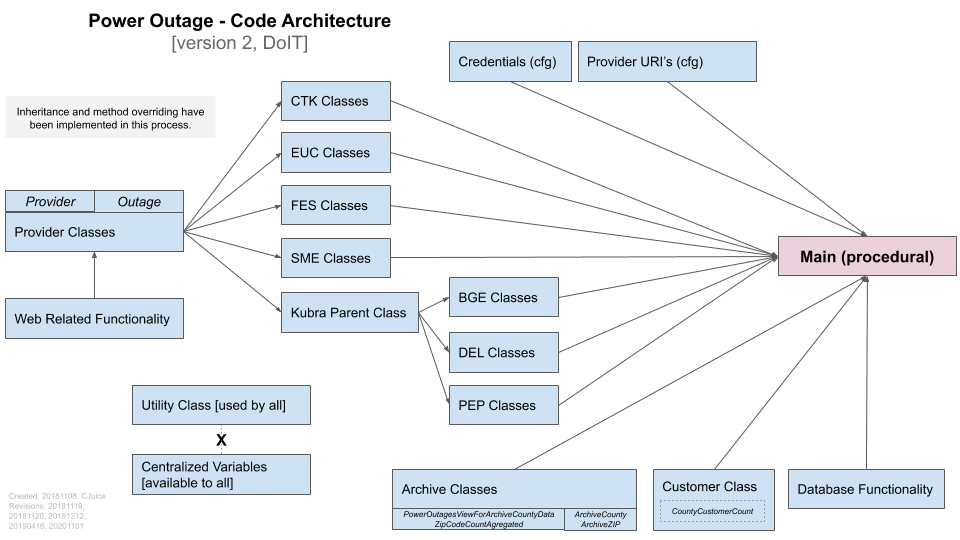 Power Outage - Code Architecture
[version 2, DoIT]
Credentials (cfg)
Provider URI's (cfg)
Inheritance and method overriding have
been implemented in this process.
CTK Classes
EUC Classes
FES Classes
SME Classes
Kubra Parent Class
Provider
Outage
Provider Classes
Web Related Functionality
Main (procedural)
BGE Classes
DEL Classes
PEP Classes
Utility Class [used by all]
X
Centralized Variables
[available to all]
Archive Classes
PowerOutagesViewForArchiveCountyData
ZipCodeCountAgregated
ArchiveCounty
ArchiveZIP
Customer Class
CountyCustomerCount
Database Functionality
Created: 20181108, CJuice
Revisions: 20181119,
20181120, 20181212,
20190416, 20201101